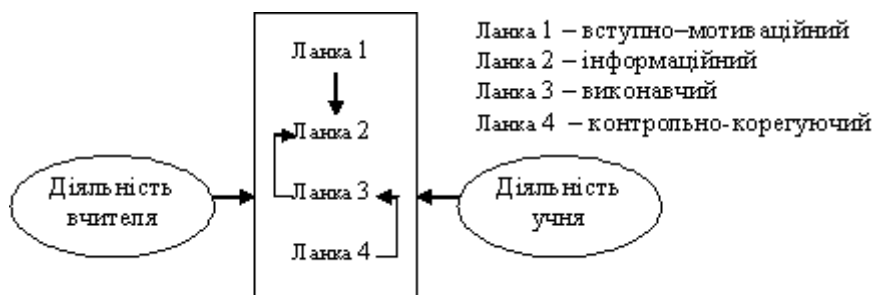 Ланка 1
Ланка 2
Ланка 3
Ланка 4
Діяльність
вчителя
Діяльність
учня
Ланка 1 – вступно–мотиваційний
Ланка 2 – інформаційний
Ланка 3 – виконавчий
Ланка 4 – контрольно-корегуючий